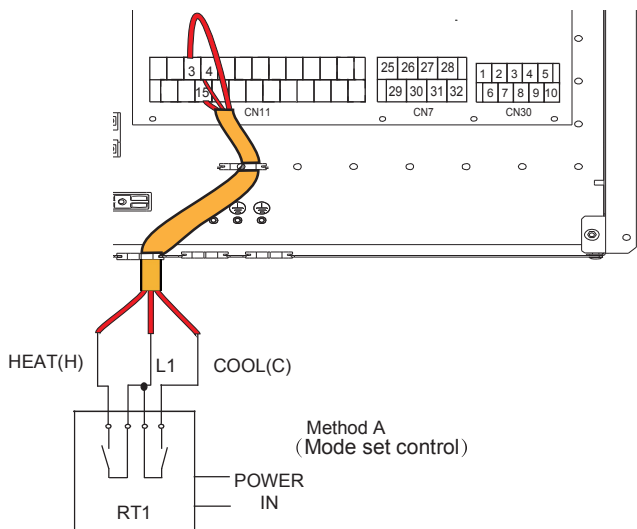 3 4
15
CN11
25 26 27 28
29 30 31 32
CN7
1 2 3 4 5
6 7 8 9 10
CN30
HEAT(H)
L1
COOL(C)
Method A
（Mode set control）
POWER
IN
RT1